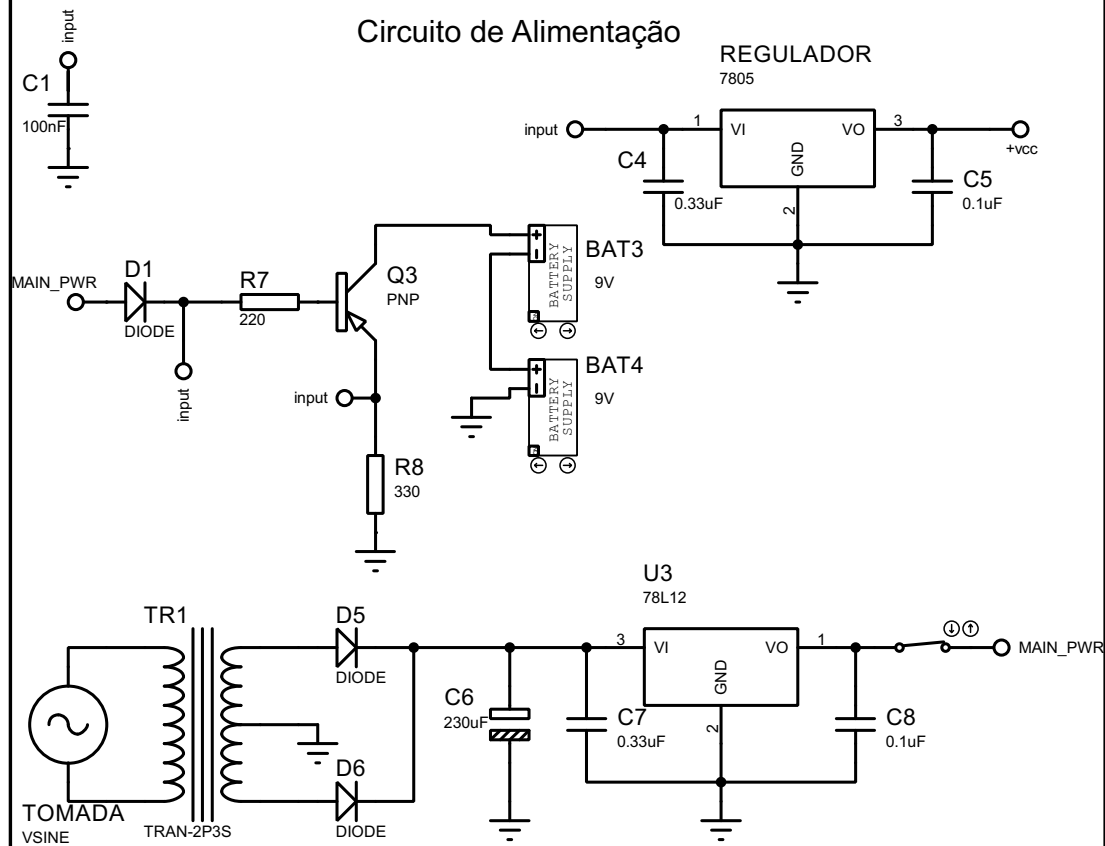 Circuito de Alimentação
input
C1
100nF
REGULADOR
7805
input
1
VI
VO
3
GND
2
+vcc
C4
0.33uF
C5
0.1uF
MAIN_PWR
D1
DIODE
input
R7
220
Q3
PNP
input
R8
330
+
-
BATTERY
SUPPLY
BAT3
9V
+
-
BATTERY
SUPPLY
BAT4
9V
TOMADA
VSINE
TR1
TRAN-2P3S
D5
DIODE
D6
DIODE
C6
230uF
C7
0.33uF
U3
78L12
3
VI
VO
1
GND
2
C8
0.1uF
MAIN_PWR